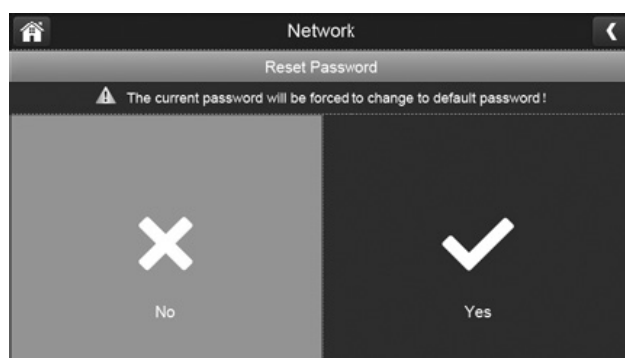 Network
Reset Password
The current password will be forced to change to default password!
No
Yes